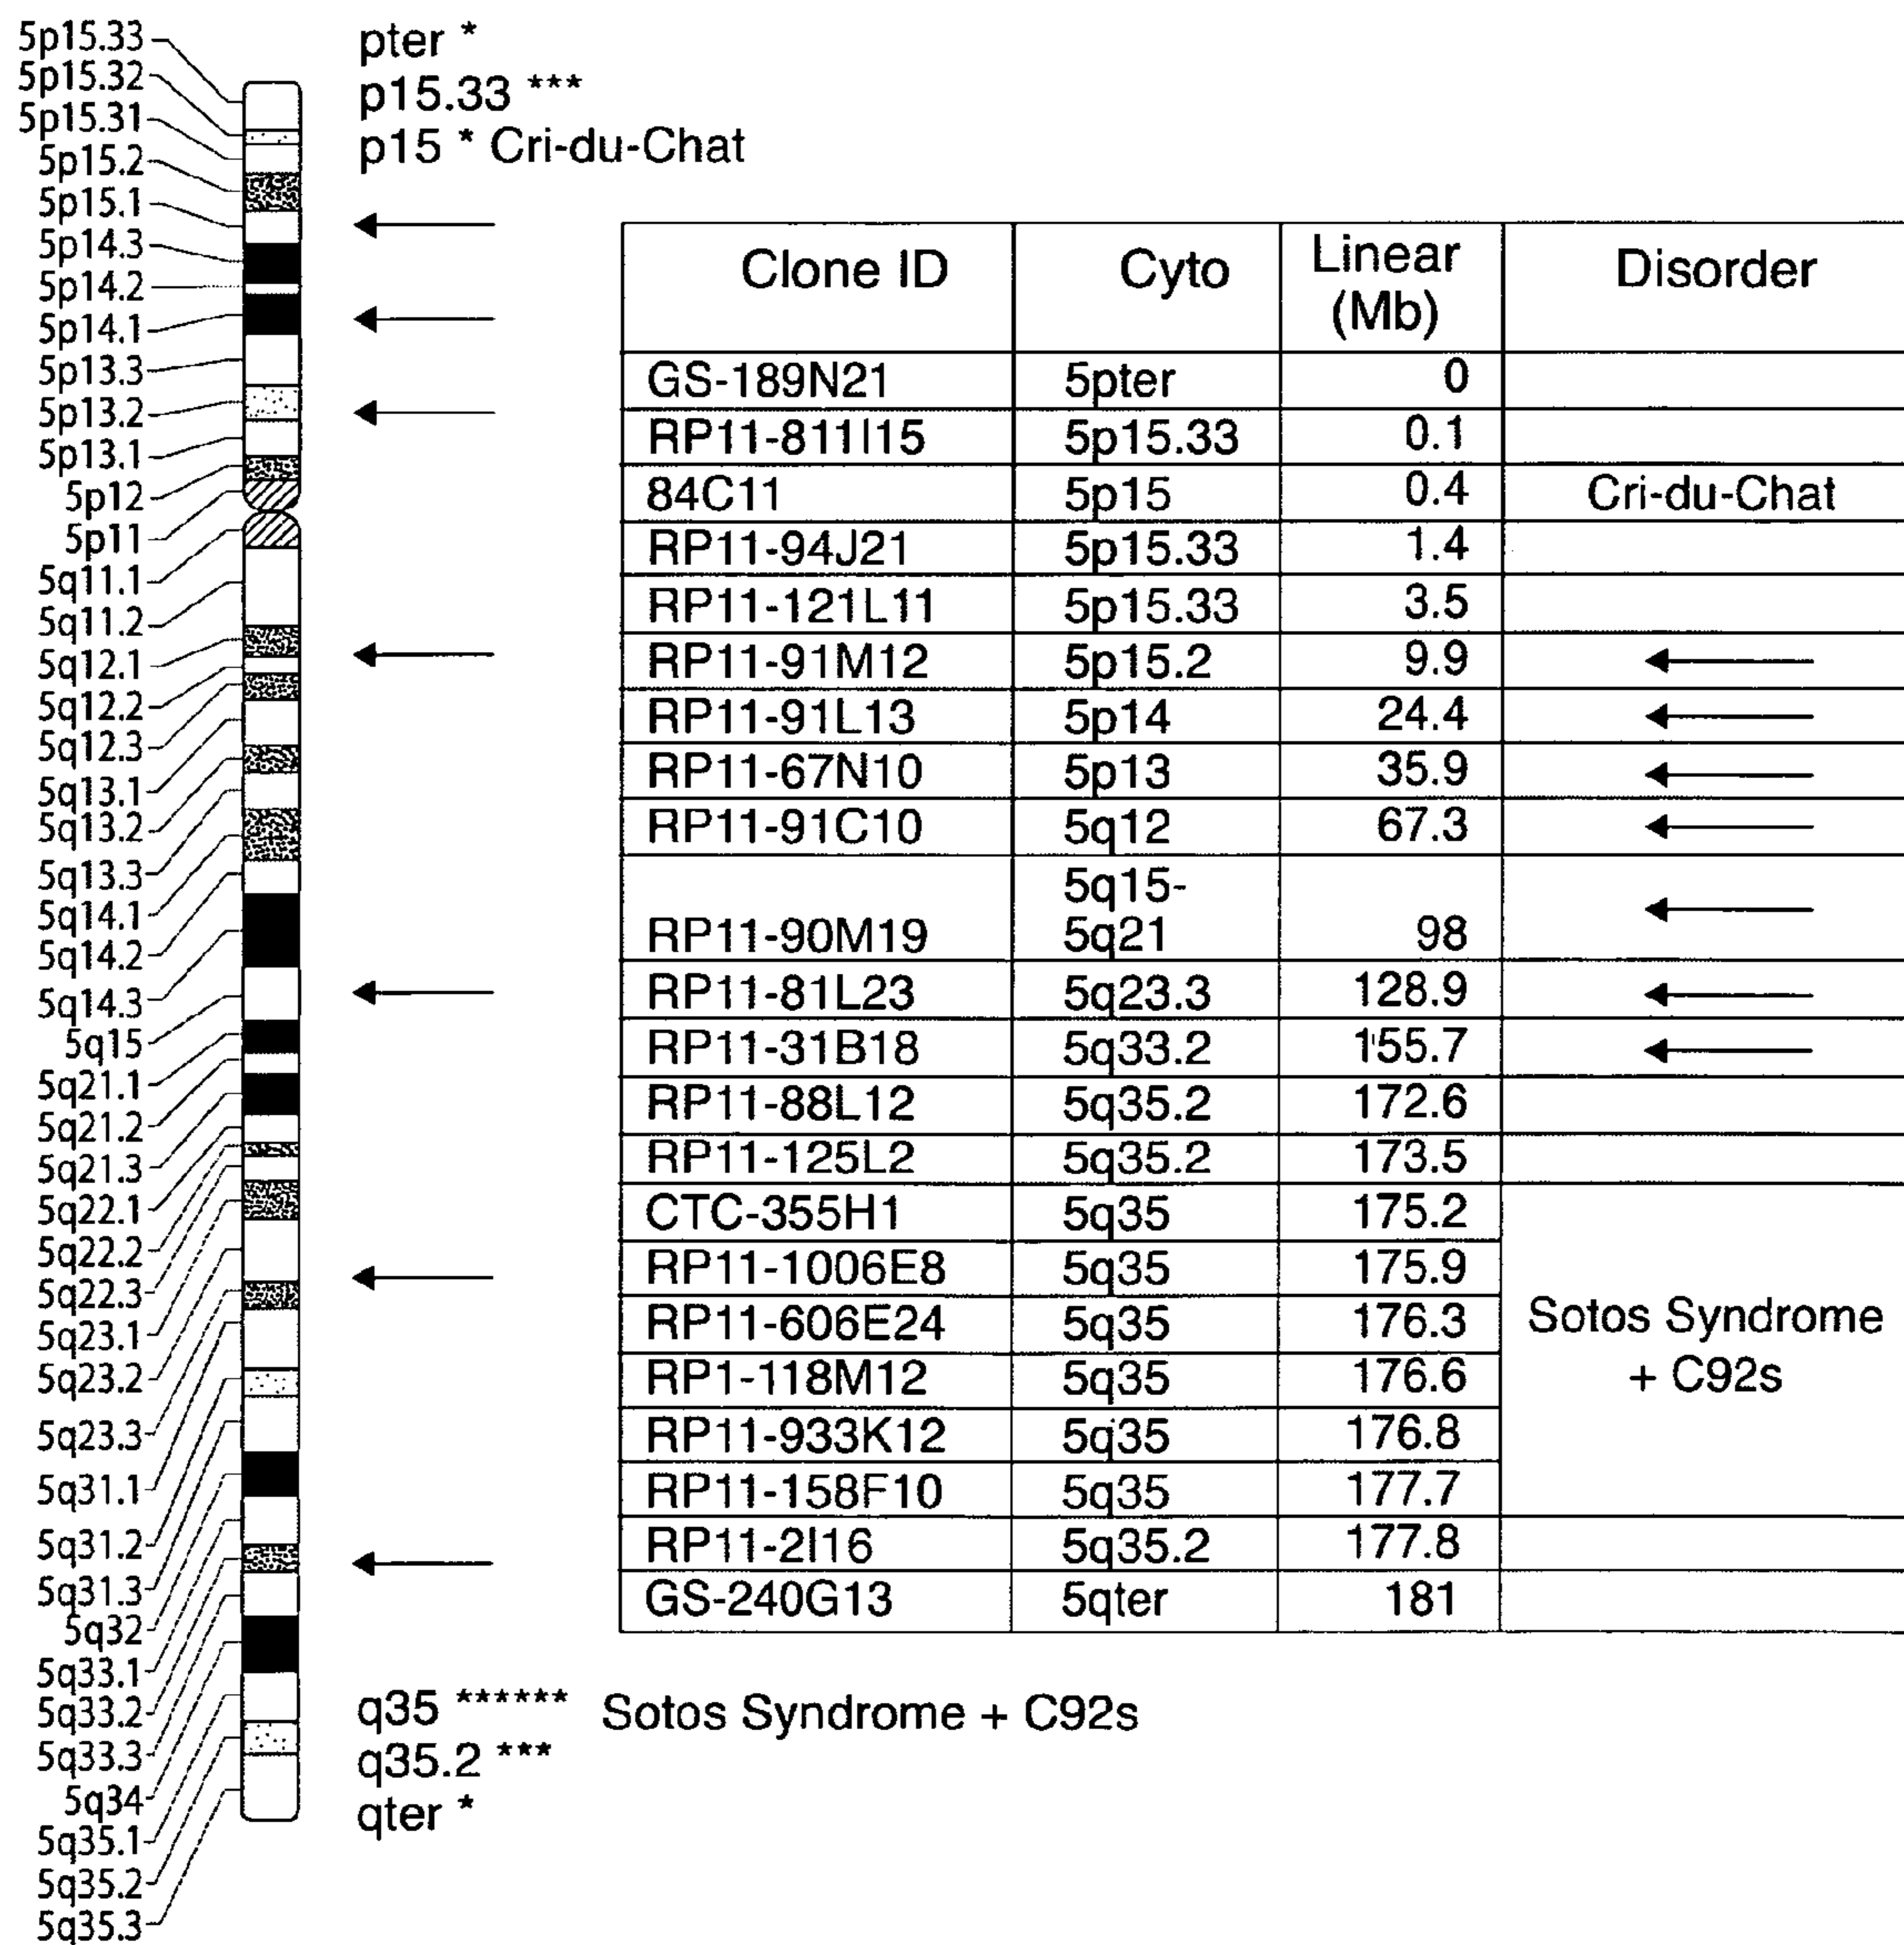 5p15.33
5p15.32
5p15.31
5p15.2
5p15.1
5p14.3
5p14.2
5p14.1
5p13.3
5p13.2
5p13.1
5p12
5p11
5q11.1
5q11.2
5q12.1
5q12.2
5q12.3
5q13.1
5q13.2
5q13.3
5q14.1
5q14.2
5q14.3
5q15
5q21.1
5q21.2
5q21.3
5q22.1
5q22.2
5q22.3
5q23.1
5q23.2
5q23.3
5q31.1
5q31.2
5q31.3
5q32
5q33.1
5q33.2
5q33.3
5q34
5q35.1
5q35.2
5q35.3
pter *
p15.33 ***
p15 * Cri-du-Chat
Clone ID Cyto Linear (Mb) Disorder
GS-189N21 5pter 0
RP11-811I15 5p15.33 0.1
84C11 5p15 0.4 Cri-du-Chat
RP11-94J21 5p15.33 1.4
RP11-121L11 5p15.33 3.5
RP11-91M12 5p15.2 9.9
RP11-91L13 5p14 24.4
RP11-67N10 5p13 35.9
RP11-91C10 5q12 67.3
RP11-90M19 5q15-5q21 98
RP11-81L23 5q23.3 128.9
RP11-31B18 5q33.2 155.7
RP11-88L12 5q35.2 172.6
RP11-125L2 5q35.2 173.5
CTC-355H1 5q35 175.2
RP11-1006E8 5q35 175.9
RP11-606E24 5q35 176.3
RP1-118M12 5q35 176.6
RP11-933K12 5q35 176.8
RP11-158F10 5q35 177.7
Sotos Syndrome
+ C92s
RP11-2I16 5q35.2 177.8
GS-240G13 5qter 181
q35 ****** Sotos Syndrome + C92s
q35.2 ***
qter *